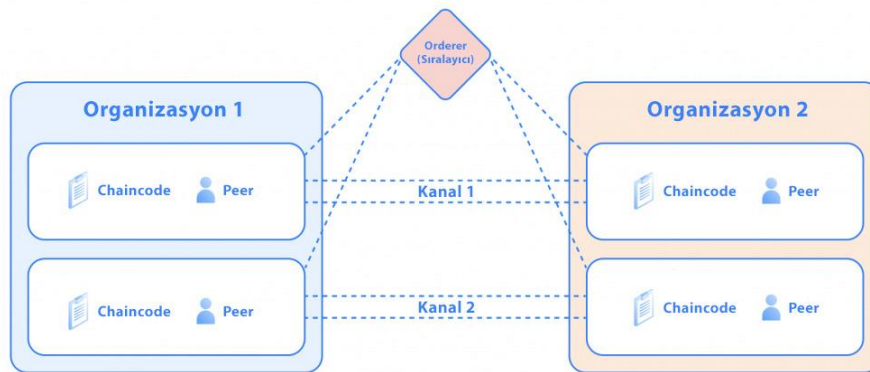 Orderer
(Sıralayıcı)
Organizasyon 1
Organizasyon 2
Chaincode Peer
Kanal 1
Chaincode Peer
Chaincode Peer
Kanal 2
Chaincode Peer